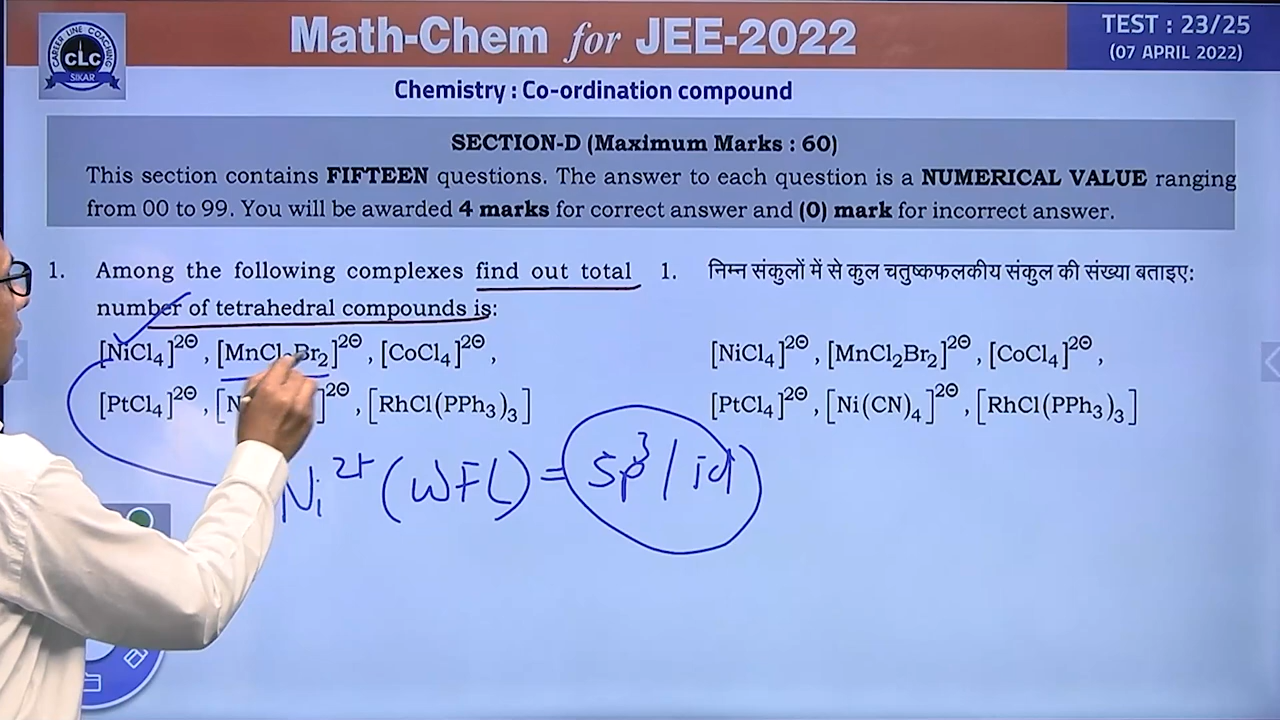 Math-Chem for JEE-2022
TEST : 23/25
(07 APRIL 2022)
CAREER LINE COACHING
CLC
SIKAR
Chemistry : Co-ordination compound
SECTION-D (Maximum Marks : 60)
This section contains FIFTEEN questions. The answer to each question is a NUMERICAL VALUE ranging
from 00 to 99. You will be awarded 4 marks for correct answer and (0) mark for incorrect answer.
1. Among the following complexes find out total
number of tetrahedral compounds is:
[NiCl₄]²⊖, [MnCl₂Br₂]²⊖, [CoCl₄]²⊖,
[PtCl₄]²⊖, [N ]²⊖, [RhCl(PPh₃)₃]
1. निम्न संकुलों में से कुल चतुष्कफलकीय संकुल की संख्या बताइए:
[NiCl₄]²⊖, [MnCl₂Br₂]²⊖, [CoCl₄]²⊖,
[PtCl₄]²⊖, [Ni(CN)₄]²⊖, [RhCl(PPh₃)₃]
Ni²⁺ (WFL) = sp³ / id